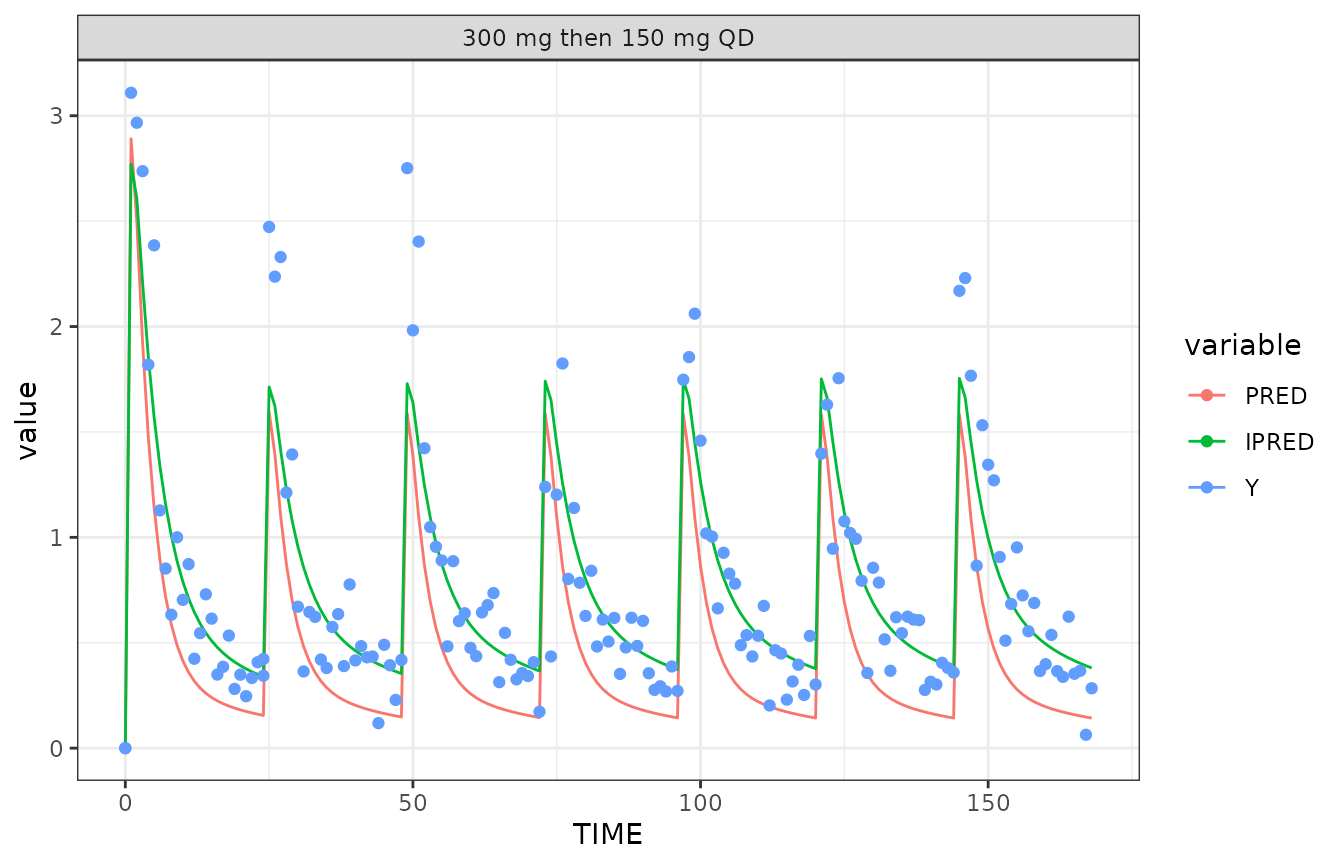 300 mg then 150 mg QD
3
2
1
0
value
0 50 100 150
TIME
variable
PRED
IPRED
Y